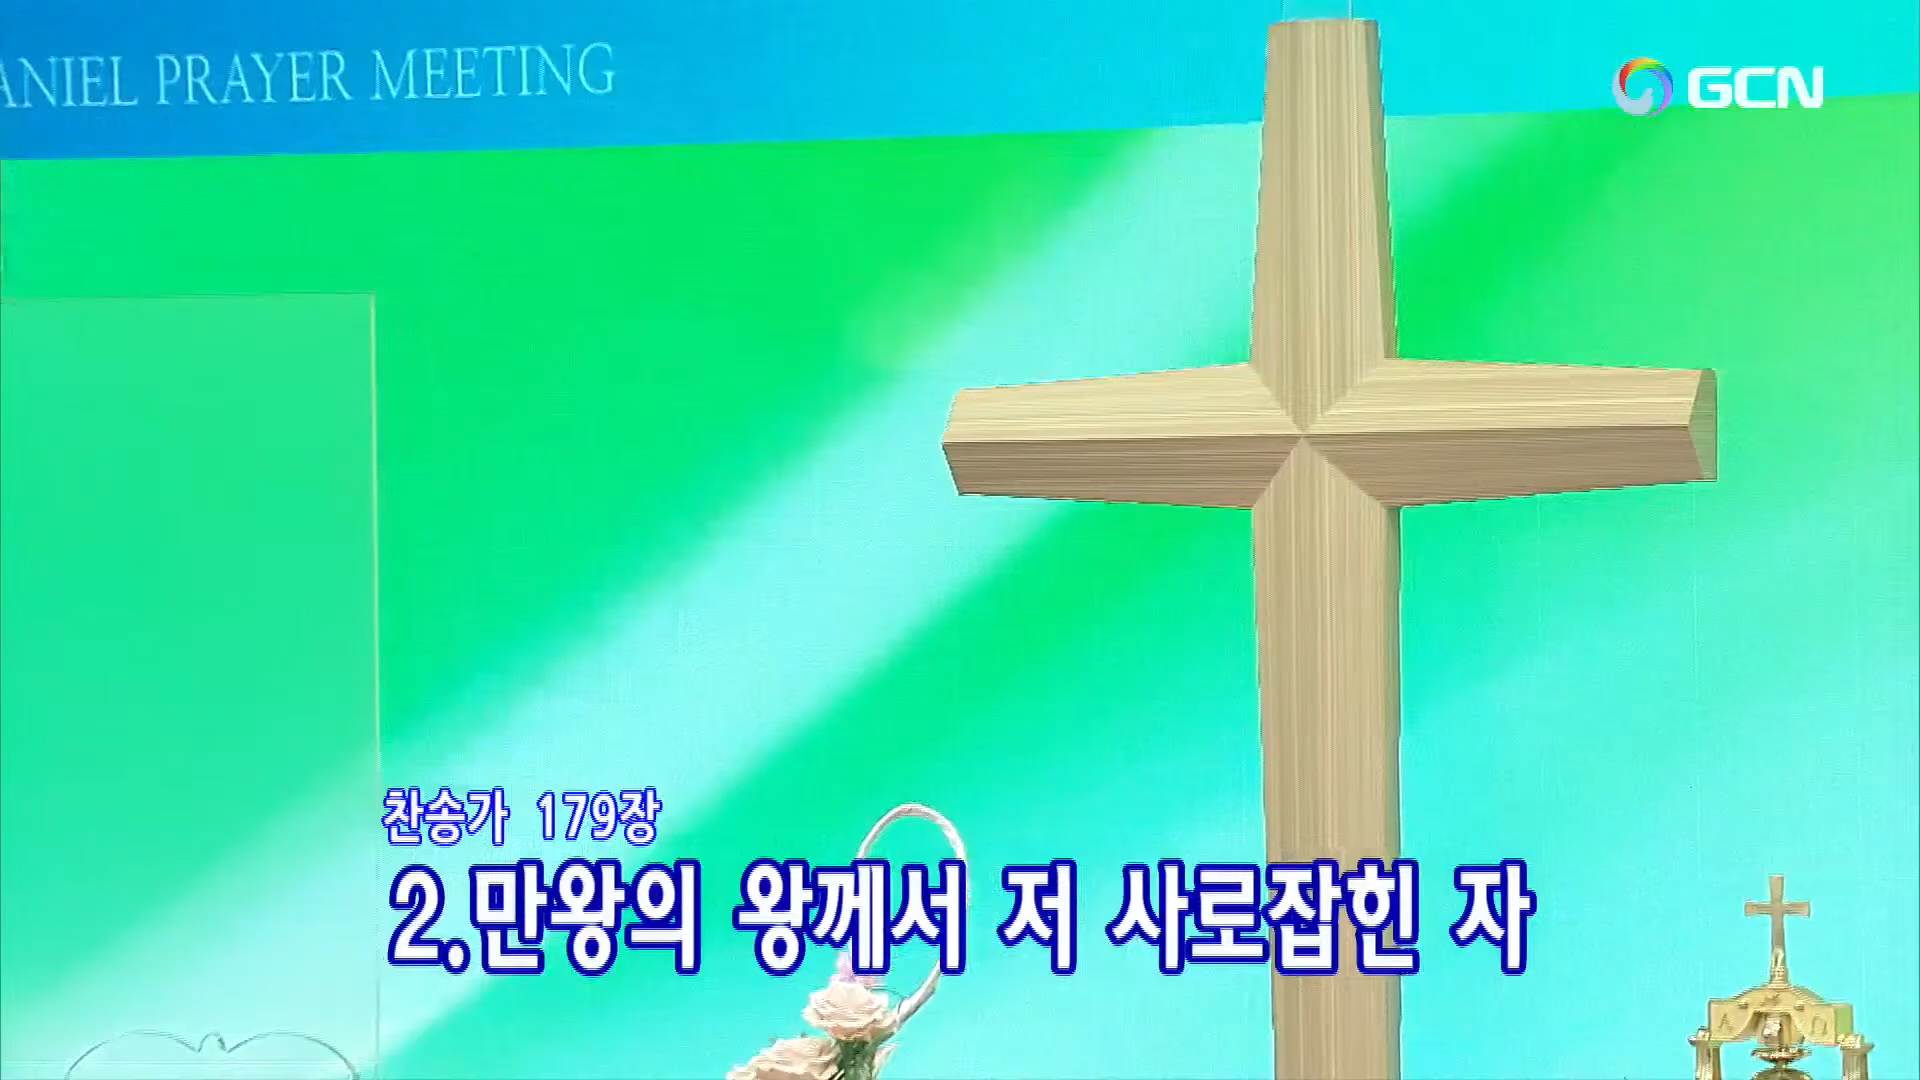 ANIEL PRAYER MEETING
GCN
찬송가 179장
2.만왕의 왕께서 저 사로잡힌 자
Α Ω